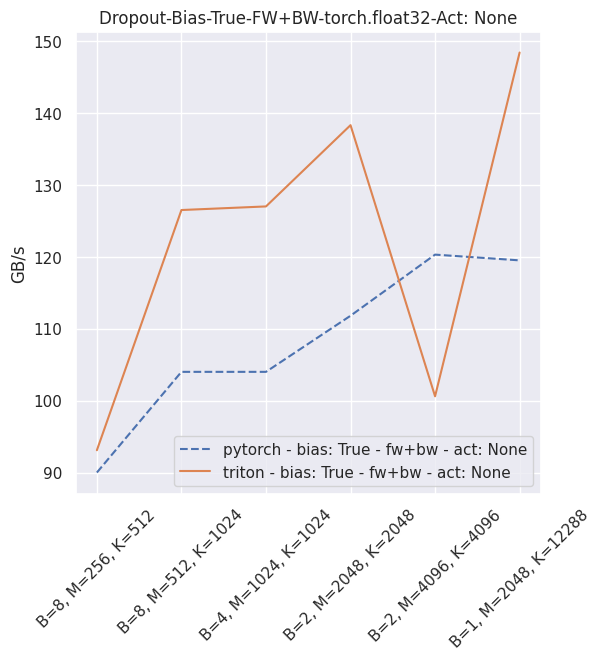 Dropout-Bias-True-FW+BW-torch.float32-Act: None
150
140
130
120
110
100
90
GB/s
pytorch - bias: True - fw+bw - act: None
triton - bias: True - fw+bw - act: None
B=8, M=256, K=512
B=8, M=512, K=1024
B=4, M=1024, K=1024
B=2, M=2048, K=2048
B=2, M=4096, K=4096
B=1, M=2048, K=12288